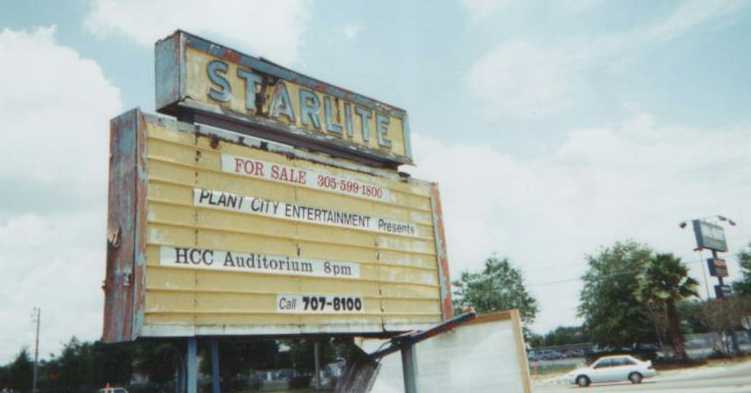 STARLITE
FOR SALE 305-599-1800
PLANT CITY ENTERTAINMENT Presents
HCC Auditorium 8pm
Call 707-8100